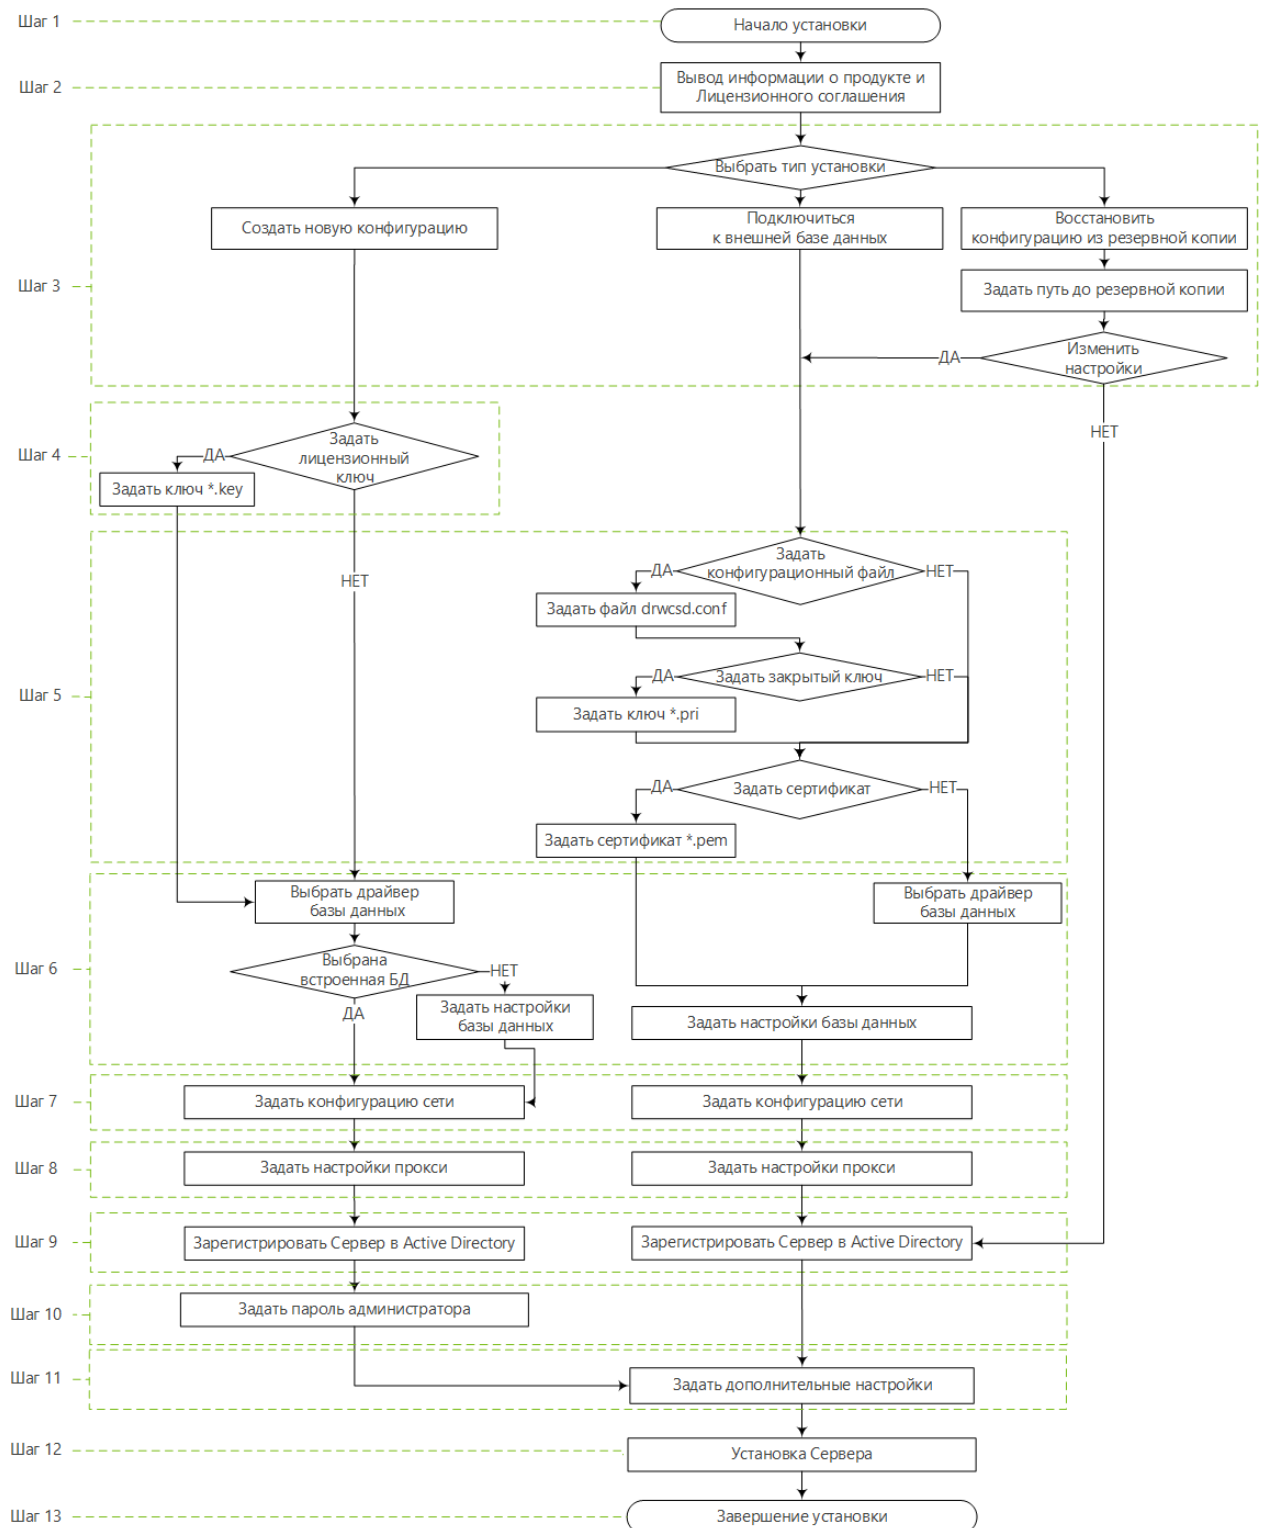 Шаг 1
Начало установки
Шаг 2
Вывод информации о продукте и
Лицензионного соглашения
Выбрать тип установки
Создать новую конфигурацию
Подключиться
к внешней базе данных
Восстановить
конфигурацию из резервной копии
Шаг 3
Задать путь до резервной копии
ДА
Изменить
настройки
НЕТ
Шаг 4
ДА
Задать
лицензионный
ключ
Задать ключ *.key
НЕТ
Задать
конфигурационный файл
ДА
НЕТ
Задать файл drwcsd.conf
Шаг 5
ДА
Задать закрытый ключ
НЕТ
Задать ключ *.pri
ДА
Задать сертификат
НЕТ
Задать сертификат *.pem
Выбрать драйвер
базы данных
Выбрать драйвер
базы данных
Шаг 6
Выбрана
встроенная БД
НЕТ
ДА
Задать настройки
базы данных
Задать настройки базы данных
Шаг 7
Задать конфигурацию сети
Задать конфигурацию сети
Шаг 8
Задать настройки прокси
Задать настройки прокси
Шаг 9
Зарегистрировать Сервер в Active Directory
Зарегистрировать Сервер в Active Directory
Шаг 10
Задать пароль администратора
Шаг 11
Задать дополнительные настройки
Шаг 12
Установка Сервера
Шаг 13
Завершение установки